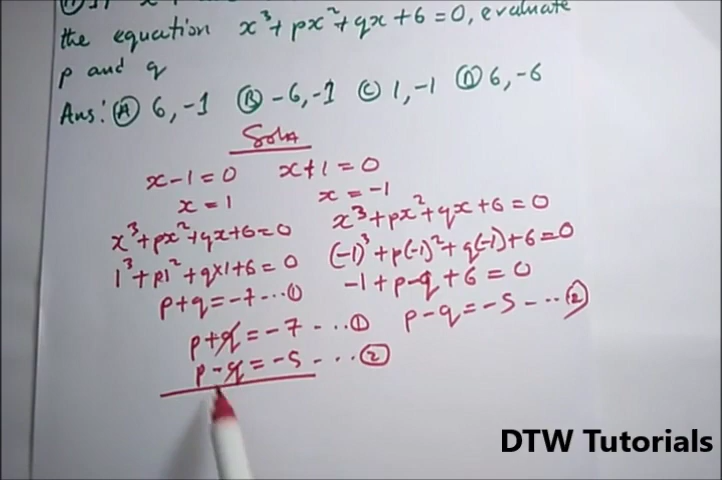 the equation x³+px²+qx+6=0, evaluate
p and q
Ans: Ⓐ 6, -1 Ⓑ -6, -1 Ⓒ 1, -1 Ⓓ 6, -6
Soln
x-1=0 x+1=0
x=1 x=-1
x³+px²+qx+6=0 x³+px²+qx+6=0
1³+p1²+qx1+6=0 (-1)³+p(-1)²+q(-1)+6=0
p+q=-7 ...① -1+p-q+6=0
p+q=-7 ...① p-q=-5 ...②
p-q=-5 ...②
DTW Tutorials